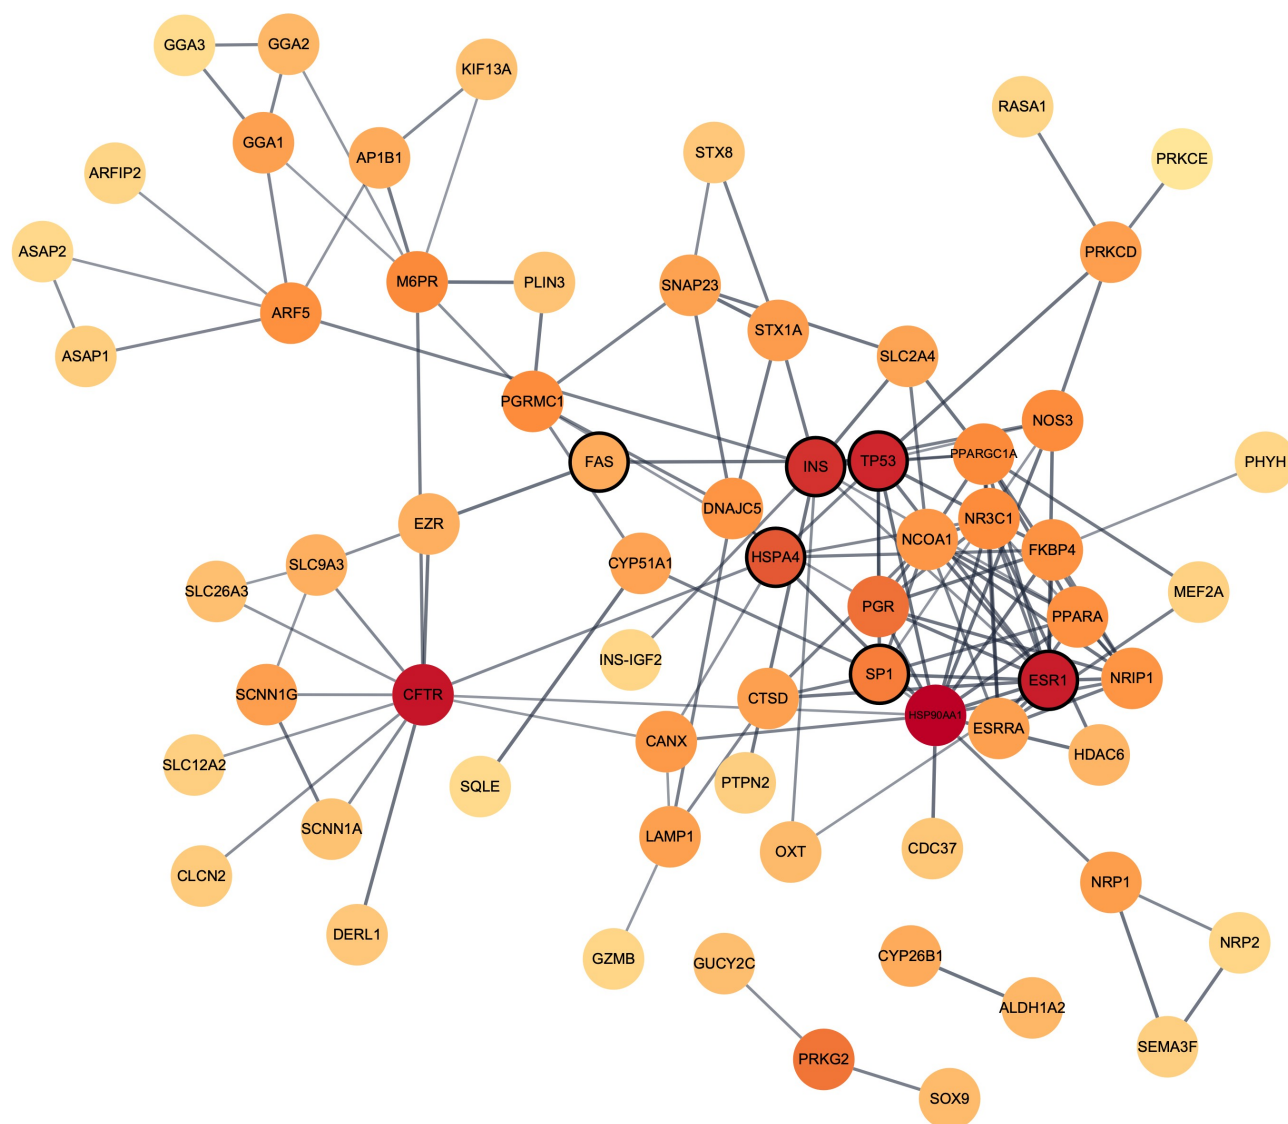 GGA3
GGA2
KIF13A
RASA1
GGA1
AP1B1
STX8
PRKCE
ARFIP2
ASAP2
PRKCD
M6PR
PLIN3
SNAP23
ARF5
STX1A
ASAP1
SLC2A4
PGRMC1
NOS3
FAS
INS
TP53
PPARGC1A
PHYH
DNAJC5
NR3C1
EZR
NCOA1
FKBP4
HSPA4
SLC9A3
CYP51A1
SLC26A3
MEF2A
PGR
PPARA
INS-IGF2
SP1
ESR1
NRIP1
SCNN1G
CFTR
CTSD
HSP90AA1
ESRRA
CANX
HDAC6
SLC12A2
SQLE
PTPN2
SCNN1A
LAMP1
OXT
CDC37
CLCN2
NRP1
DERL1
GZMB
GUCY2C
CYP26B1
NRP2
ALDH1A2
SEMA3F
PRKG2
SOX9